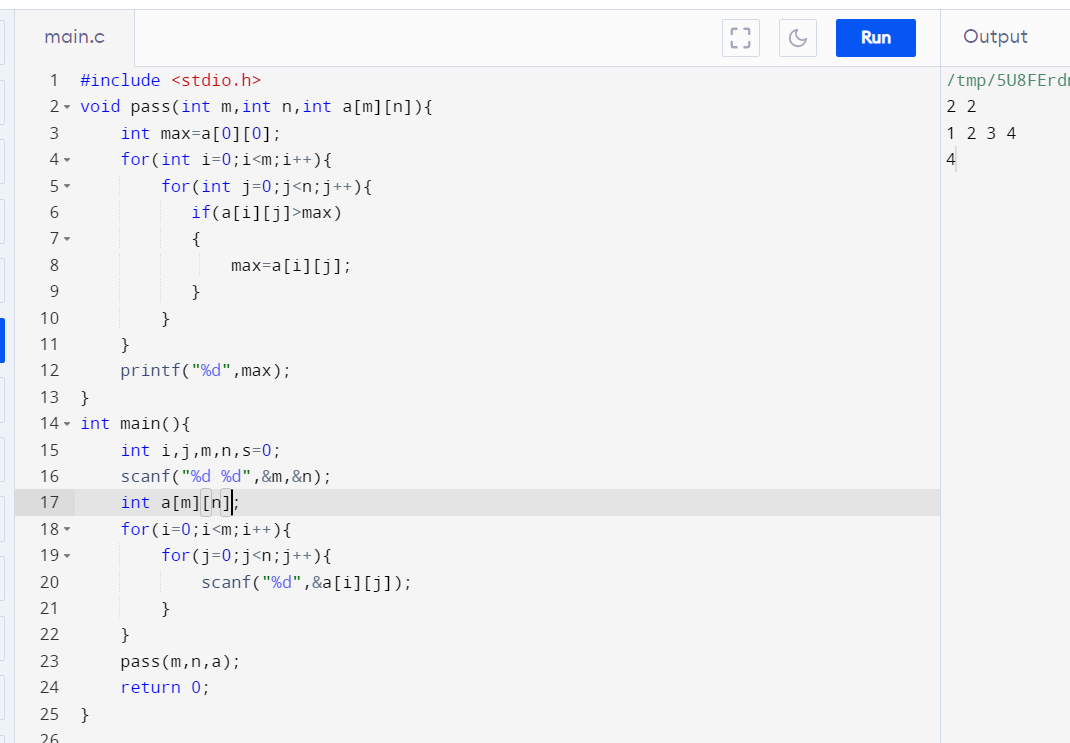 main.c
Run
Output
1 #include <stdio.h>
2 void pass(int m,int n,int a[m][n]){
3 int max=a[0][0];
4 for(int i=0;i<m;i++){
5 for(int j=0;j<n;j++){
6 if(a[i][j]>max)
7 {
8 max=a[i][j];
9 }
10 }
11 }
12 printf("%d",max);
13 }
14 int main(){
15 int i,j,m,n,s=0;
16 scanf("%d %d",&m,&n);
17 int a[m][n];
18 for(i=0;i<m;i++){
19 for(j=0;j<n;j++){
20 scanf("%d",&a[i][j]);
21 }
22 }
23 pass(m,n,a);
24 return 0;
25 }
26
/tmp/5U8FErdn
2 2
1 2 3 4
4